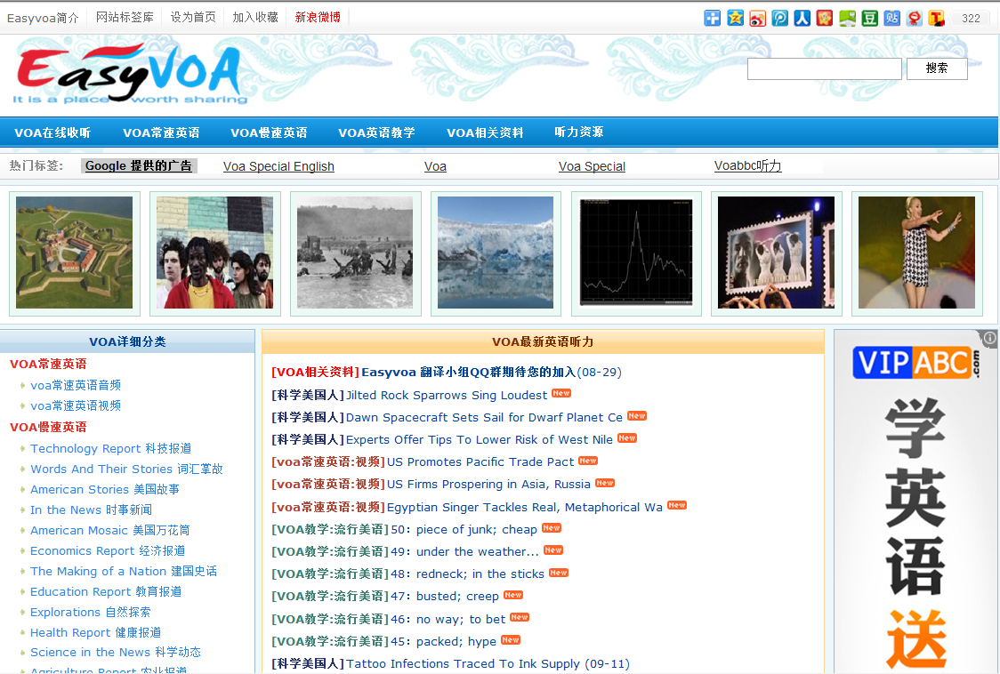 Easyvoa简介 网站标签库 设为首页 加入收藏 新浪微博 322
EasyVOA
It is a place worth sharing
搜索
VOA在线收听 VOA常速英语 VOA慢速英语 VOA英语教学 VOA相关资料 听力资源
热门标签: Google 提供的广告 Voa Special English Voa Voa Special Voabbc听力
VOA详细分类
VOA常速英语
voa常速英语音频
voa常速英语视频
VOA慢速英语
Technology Report 科技报道
Words And Their Stories 词汇掌故
American Stories 美国故事
In the News 时事新闻
American Mosaic 美国万花筒
Economics Report 经济报道
The Making of a Nation 建国史话
Education Report 教育报道
Explorations 自然探索
Health Report 健康报道
Science in the News 科学动态
Agriculture Report 农业报道
VOA最新英语听力
[VOA相关资料]Easyvoa 翻译小组QQ群期待您的加入(08-29)
[科学美国人]Jilted Rock Sparrows Sing Loudest New
[科学美国人]Dawn Spacecraft Sets Sail for Dwarf Planet Ce New
[科学美国人]Experts Offer Tips To Lower Risk of West Nile New
[voa常速英语:视频]US Promotes Pacific Trade Pact New
[voa常速英语:视频]US Firms Prospering in Asia, Russia New
[voa常速英语:视频]Egyptian Singer Tackles Real, Metaphorical Wa New
[VOA教学:流行美语]50：piece of junk; cheap New
[VOA教学:流行美语]49：under the weather... New
[VOA教学:流行美语]48：redneck; in the sticks New
[VOA教学:流行美语]47：busted; creep New
[VOA教学:流行美语]46：no way; to bet New
[VOA教学:流行美语]45：packed; hype New
[科学美国人]Tattoo Infections Traced To Ink Supply (09-11)
VIPABC.com
学
英
语
送